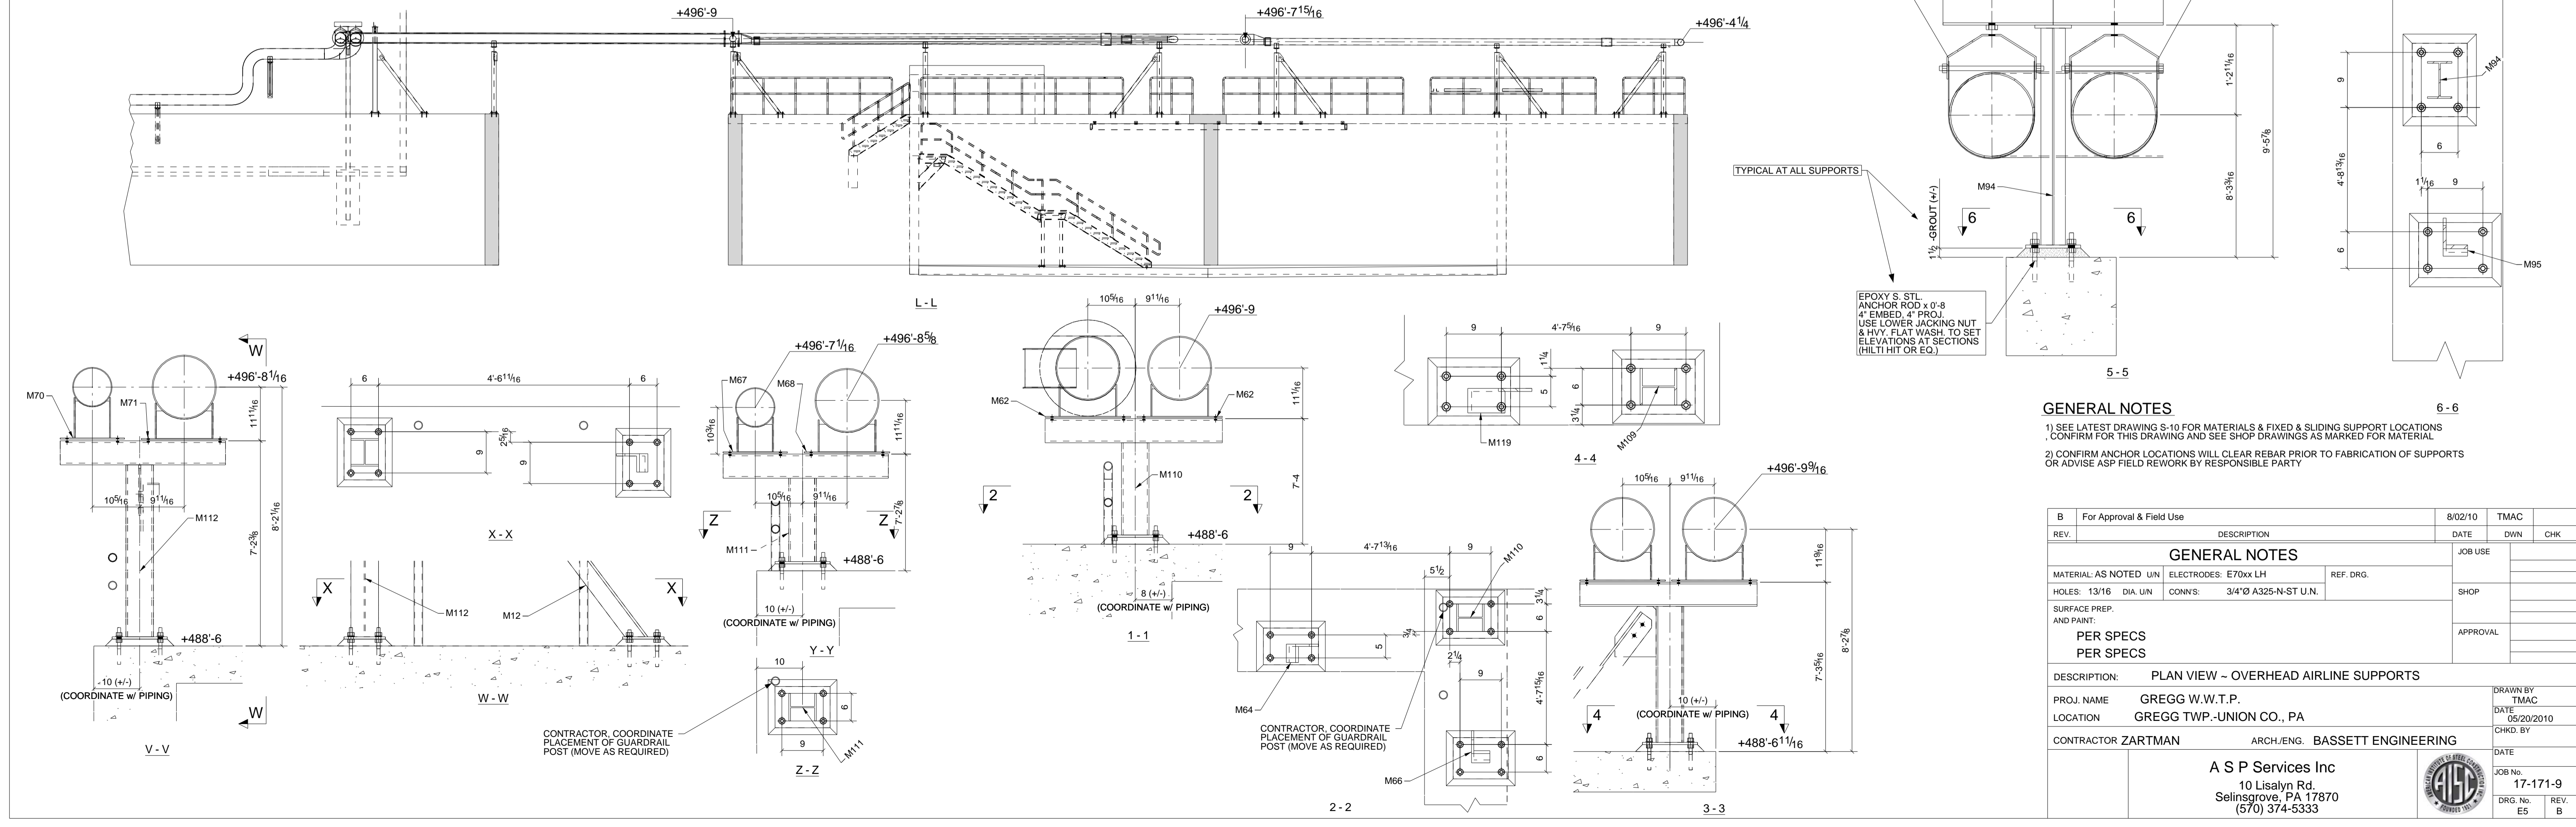 +496'-9
+496'-7 15/16
+496'-4 1/4
L - L
1'-2 11/16
9'-5 7/8
8'-3 3/16
TYPICAL AT ALL SUPPORTS
M94
1 1/2 -GROUT (+/-)
6
6
EPOXY S. STL.
ANCHOR ROD x 0'-8
4" EMBED, 4" PROJ.
USE LOWER JACKING NUT
& HVY. FLAT WASH. TO SET
ELEVATIONS AT SECTIONS
(HILTI HIT OR EQ.)
5 - 5
M94
9
6
4'-8 13/16
1 1/16
9
6
M95
6 - 6
W
+496'-8 1/16
M70
M71
11 11/16
10 5/16
9 11/16
M112
7'-2 3/8
8'-2 1/16
+488'-6
10 (+/-)
(COORDINATE w/ PIPING)
W
V - V
6
4'-6 11/16
6
2 5/16
9
9
X - X
X
X
M112
M12
W - W
+496'-7 1/16
+496'-8 5/8
M67
M68
10 3/16
11 11/16
10 5/16
9 11/16
Z
Z
7'-2 7/8
M111
+488'-6
10 (+/-)
(COORDINATE w/ PIPING)
Y - Y
10
6
9
M111
CONTRACTOR, COORDINATE
PLACEMENT OF GUARDRAIL
POST (MOVE AS REQUIRED)
Z - Z
10 5/16
9 11/16
+496'-9
M62
M62
11 11/16
M110
7'-4
2
2
+488'-6
8 (+/-)
(COORDINATE w/ PIPING)
1 - 1
9
4'-7 5/16
9
1 1/4
5
6
3 1/4
M119
M109
4 - 4
9
4'-7 13/16
9
M110
5 1/2
3 1/4
6
3/4
5
2 1/4
9
4'-7 15/16
M64
6
M66
CONTRACTOR, COORDINATE
PLACEMENT OF GUARDRAIL
POST (MOVE AS REQUIRED)
2 - 2
+496'-9 9/16
10 5/16
9 11/16
11 9/16
7'-3 5/16
8'-2 7/8
10 (+/-)
(COORDINATE w/ PIPING)
4
4
+488'-6 11/16
3 - 3
GENERAL NOTES
1) SEE LATEST DRAWING S-10 FOR MATERIALS & FIXED & SLIDING SUPPORT LOCATIONS
, CONFIRM FOR THIS DRAWING AND SEE SHOP DRAWINGS AS MARKED FOR MATERIAL
2) CONFIRM ANCHOR LOCATIONS WILL CLEAR REBAR PRIOR TO FABRICATION OF SUPPORTS
OR ADVISE ASP FIELD REWORK BY RESPONSIBLE PARTY
B For Approval & Field Use 8/02/10 TMAC
REV. DESCRIPTION DATE DWN CHK
GENERAL NOTES
JOB USE
MATERIAL: AS NOTED U/N ELECTRODES: E70xx LH REF. DRG.
HOLES: 13/16 DIA. U/N CONN'S: 3/4"Ø A325-N-ST U.N.
SHOP
SURFACE PREP.
AND PAINT:
PER SPECS
PER SPECS
APPROVAL
DESCRIPTION: PLAN VIEW ~ OVERHEAD AIRLINE SUPPORTS
PROJ. NAME GREGG W.W.T.P.
LOCATION GREGG TWP.-UNION CO., PA
DRAWN BY
TMAC
DATE
05/20/2010
CONTRACTOR ZARTMAN ARCH./ENG. BASSETT ENGINEERING
CHKD. BY
DATE
A S P Services Inc
10 Lisalyn Rd.
Selinsgrove, PA 17870
(570) 374-5333
AMERICAN INSTITUTE OF STEEL CONSTRUCTION INC.
AISC
FOUNDED 1921
JOB No.
17-171-9
DRG. No. REV.
E5 B